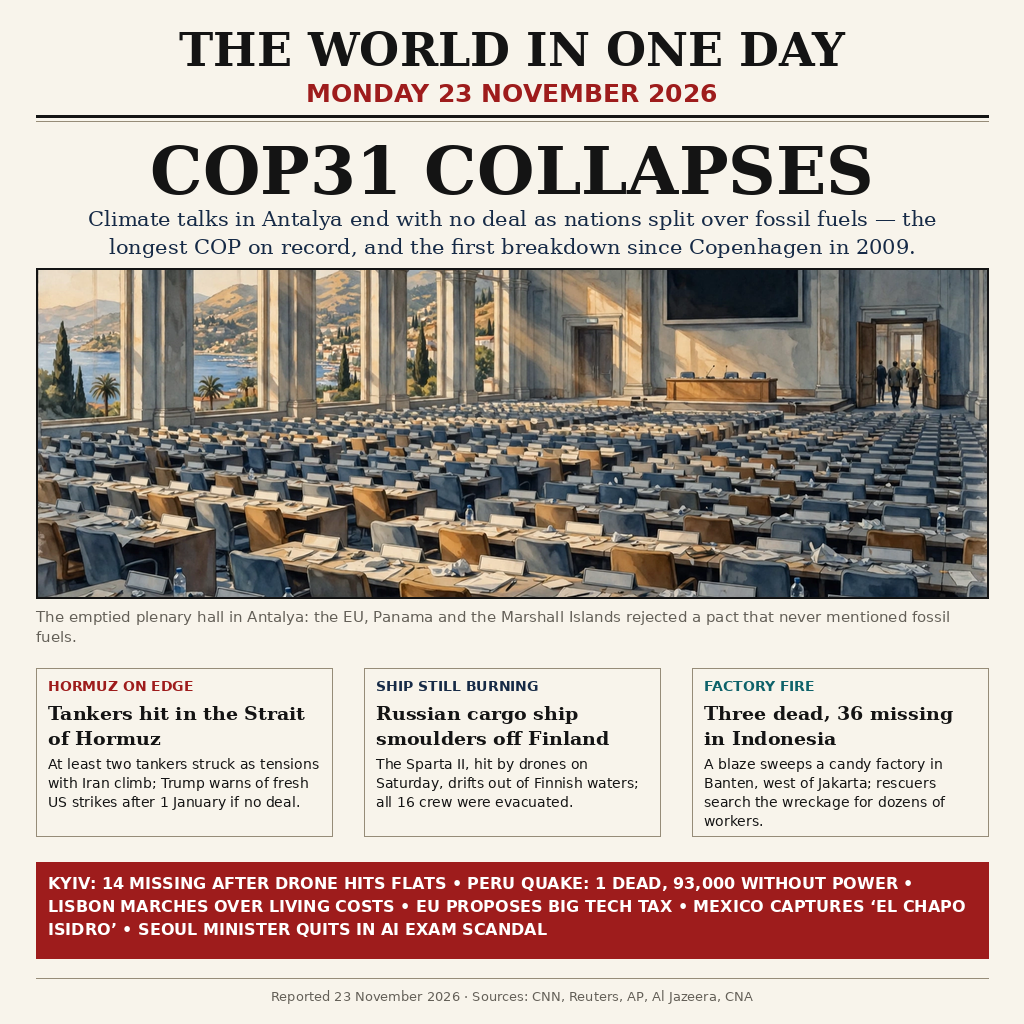 THE WORLD IN ONE DAY
MONDAY 23 NOVEMBER 2026
COP31 COLLAPSES
Climate talks in Antalya end with no deal as nations split over fossil fuels — the
longest COP on record, and the first breakdown since Copenhagen in 2009.
The emptied plenary hall in Antalya: the EU, Panama and the Marshall Islands rejected a pact that never mentioned fossil
fuels.
HORMUZ ON EDGE
Tankers hit in the Strait
of Hormuz
At least two tankers struck as tensions
with Iran climb; Trump warns of fresh
US strikes after 1 January if no deal.
SHIP STILL BURNING
Russian cargo ship
smoulders off Finland
The Sparta II, hit by drones on
Saturday, drifts out of Finnish waters;
all 16 crew were evacuated.
FACTORY FIRE
Three dead, 36 missing
in Indonesia
A blaze sweeps a candy factory in
Banten, west of Jakarta; rescuers
search the wreckage for dozens of
workers.
KYIV: 14 MISSING AFTER DRONE HITS FLATS • PERU QUAKE: 1 DEAD, 93,000 WITHOUT POWER •
LISBON MARCHES OVER LIVING COSTS • EU PROPOSES BIG TECH TAX • MEXICO CAPTURES ‘EL CHAPO
ISIDRO’ • SEOUL MINISTER QUITS IN AI EXAM SCANDAL
Reported 23 November 2026 · Sources: CNN, Reuters, AP, Al Jazeera, CNA